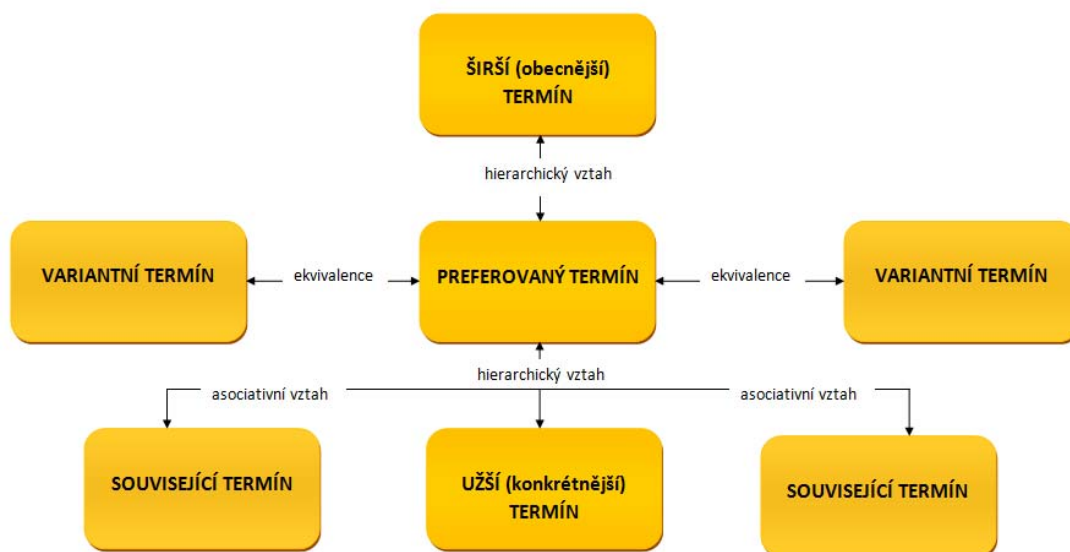 ŠIRŠÍ (obecnější)
TERMÍN
hierarchický vztah
VARIANTNÍ TERMÍN
ekvivalence
PREFEROVANÝ TERMÍN
ekvivalence
VARIANTNÍ TERMÍN
hierarchický vztah
asociativní vztah
asociativní vztah
SOUVISEJÍCÍ TERMÍN
UŽŠÍ (konkrétnější)
TERMÍN
SOUVISEJÍCÍ TERMÍN